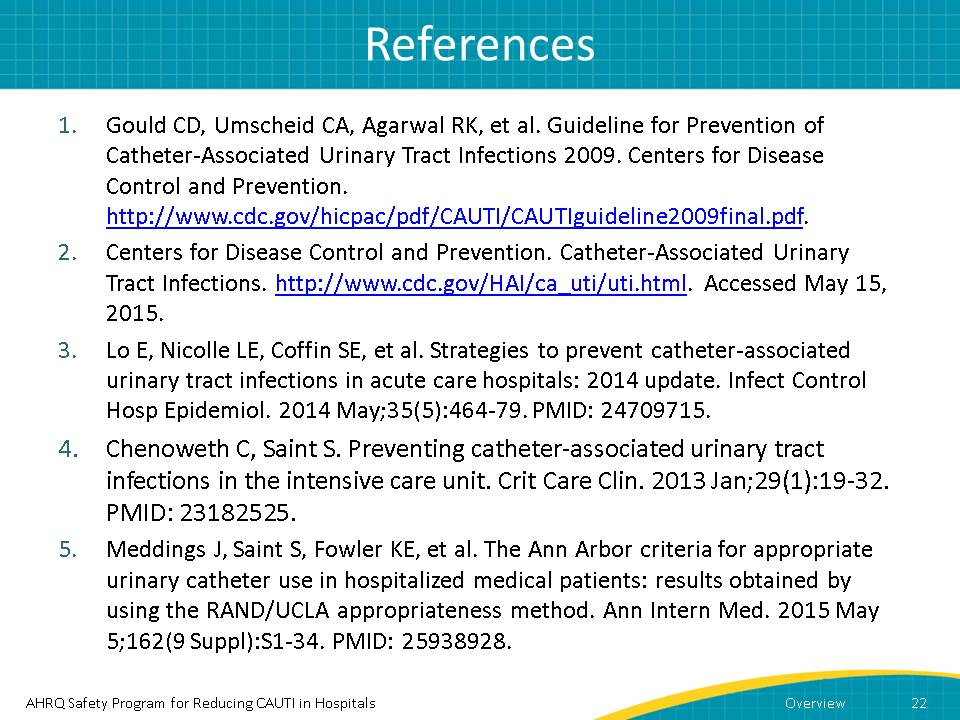 References
1. Gould CD, Umscheid CA, Agarwal RK, et al. Guideline for Prevention of
Catheter-Associated Urinary Tract Infections 2009. Centers for Disease
Control and Prevention.
http://www.cdc.gov/hicpac/pdf/CAUTI/CAUTIguideline2009final.pdf.
2. Centers for Disease Control and Prevention. Catheter-Associated Urinary
Tract Infections. http://www.cdc.gov/HAI/ca_uti/uti.html. Accessed May 15,
2015.
3. Lo E, Nicolle LE, Coffin SE, et al. Strategies to prevent catheter-associated
urinary tract infections in acute care hospitals: 2014 update. Infect Control
Hosp Epidemiol. 2014 May;35(5):464-79. PMID: 24709715.
4. Chenoweth C, Saint S. Preventing catheter-associated urinary tract
infections in the intensive care unit. Crit Care Clin. 2013 Jan;29(1):19-32.
PMID: 23182525.
5. Meddings J, Saint S, Fowler KE, et al. The Ann Arbor criteria for appropriate
urinary catheter use in hospitalized medical patients: results obtained by
using the RAND/UCLA appropriateness method. Ann Intern Med. 2015 May
5;162(9 Suppl):S1-34. PMID: 25938928.
AHRQ Safety Program for Reducing CAUTI in Hospitals Overview 22